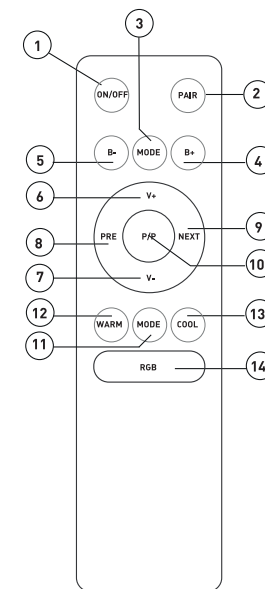 3
1
ON/OFF
PAIR
2
B-
MODE
B+
5
4
6
V+
8
PRE
P/P
NEXT
9
10
7
V-
12
13
WARM
MODE
COOL
11
RGB
14